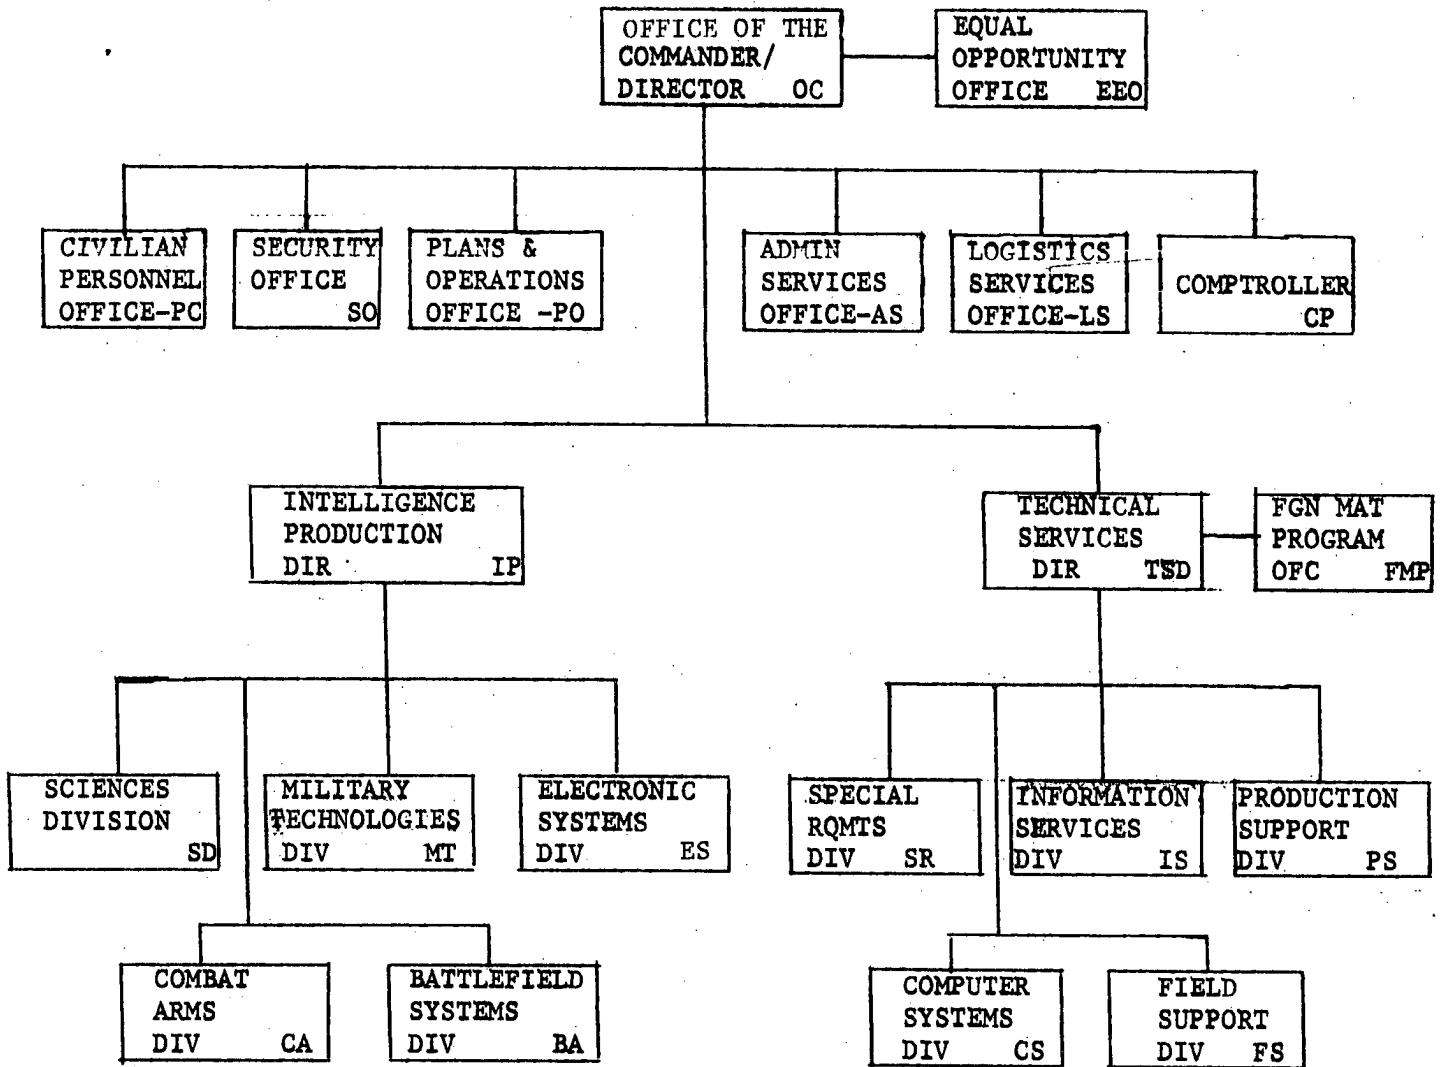 OFFICE OF THE
COMMANDER/
DIRECTOR OC
EQUAL
OPPORTUNITY
OFFICE EEO
CIVILIAN
PERSONNEL
OFFICE-PC
SECURITY
OFFICE
SO
PLANS &
OPERATIONS
OFFICE -PO
ADMIN
SERVICES
OFFICE-AS
LOGISTICS
SERVICES
OFFICE-LS
COMPTROLLER
CP
INTELLIGENCE
PRODUCTION
DIR IP
TECHNICAL
SERVICES
DIR TSD
FGN MAT
PROGRAM
OFC FMP
SCIENCES
DIVISION
SD
MILITARY
TECHNOLOGIES
DIV MT
ELECTRONIC
SYSTEMS
DIV ES
SPECIAL
RQMTS
DIV SR
INFORMATION
SERVICES
DIV IS
PRODUCTION
SUPPORT
DIV PS
COMBAT
ARMS
DIV CA
BATTLEFIELD
SYSTEMS
DIV BA
COMPUTER
SYSTEMS
DIV CS
FIELD
SUPPORT
DIV FS